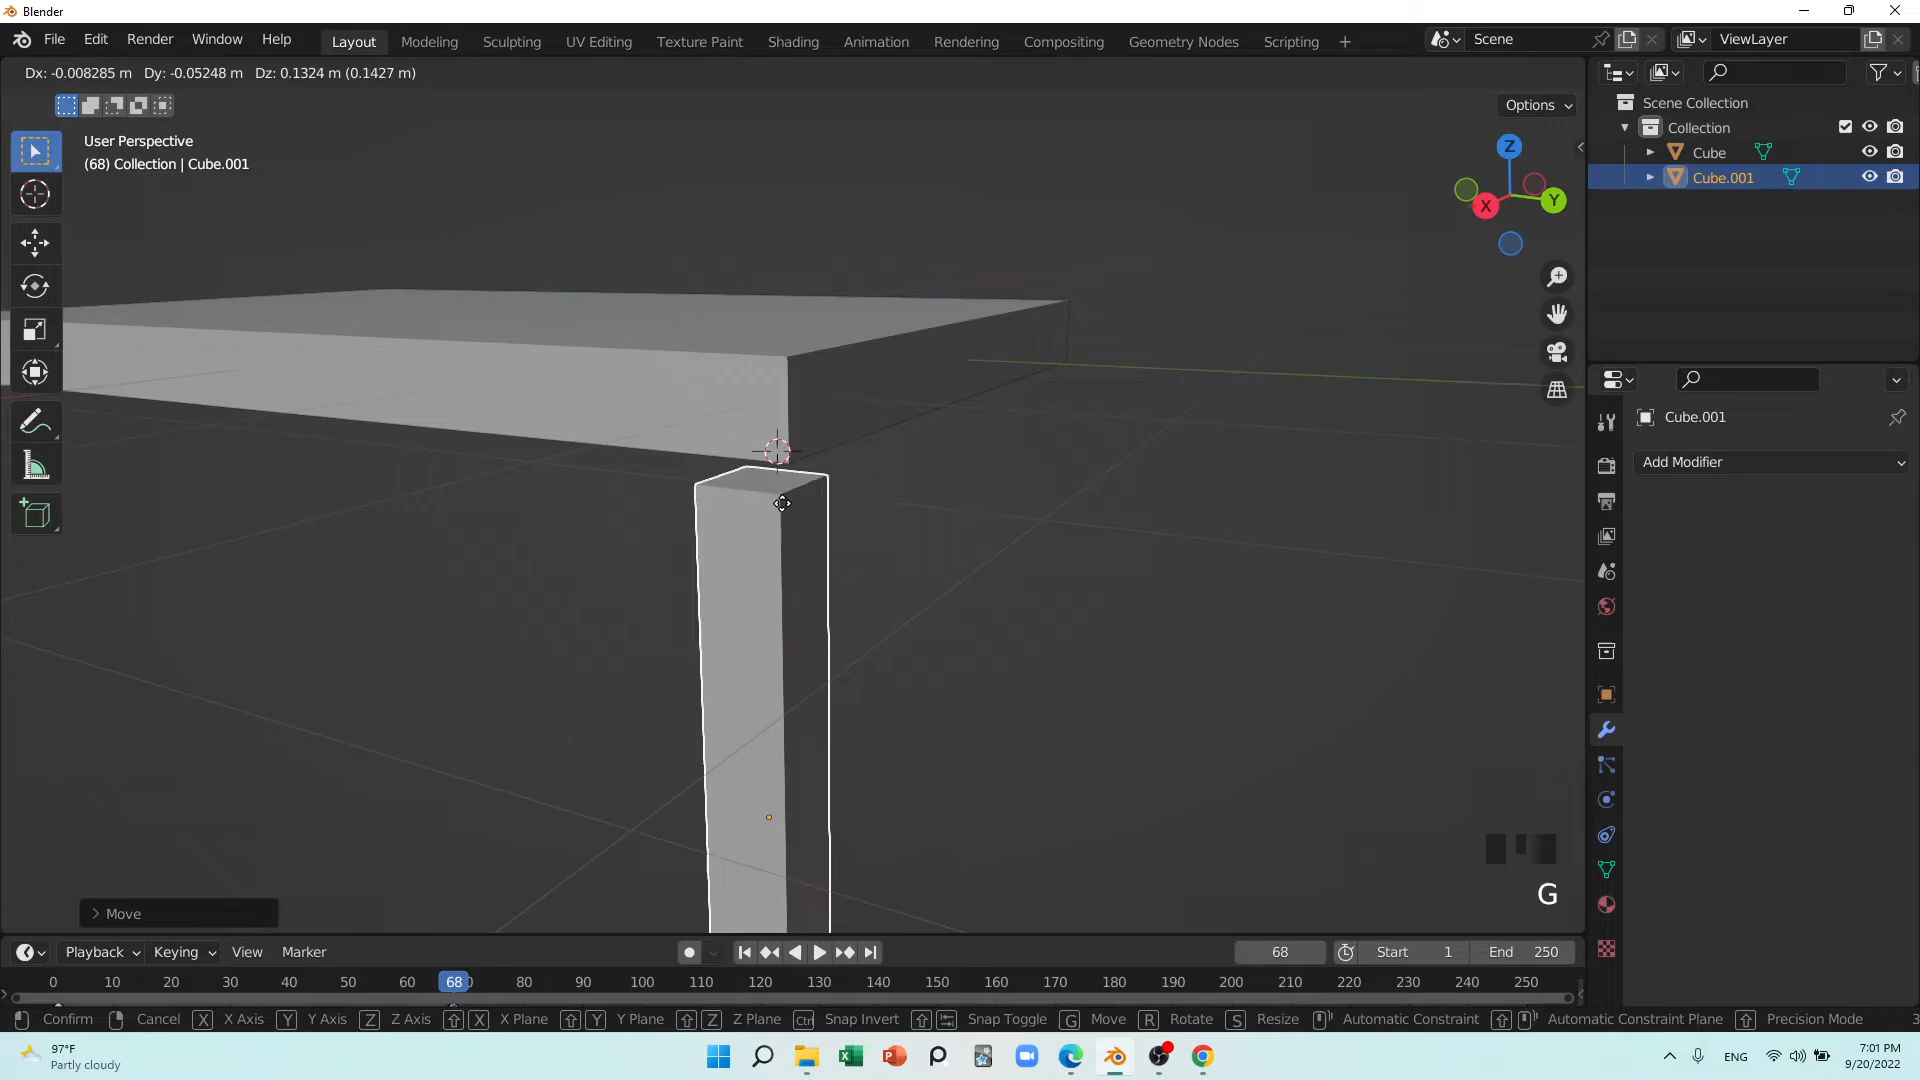 Blender
File Edit Render Window Help Layout Modeling Sculpting UV Editing Texture Paint Shading Animation Rendering Compositing Geometry Nodes Scripting + Scene ViewLayer
Dx: -0.008285 m Dy: -0.05248 m Dz: 0.1324 m (0.1427 m)
Options
User Perspective
(68) Collection | Cube.001
Z
X
Y
Scene Collection
Collection
Cube
Cube.001
Cube.001
Add Modifier
G
Move
Playback Keying View Marker 68 Start 1 End 250
0 10 20 30 40 50 60 68 80 90 100 110 120 130 140 150 160 170 180 190 200 210 220 230 240 250
Confirm Cancel X X Axis Y Y Axis Z Z Axis X X Plane Y Y Plane Z Z Plane Ctrl Snap Invert Snap Toggle G Move R Rotate S Resize Automatic Constraint Automatic Constraint Plane Precision Mode 3
97°F
Partly cloudy
ENG
7:01 PM
9/20/2022